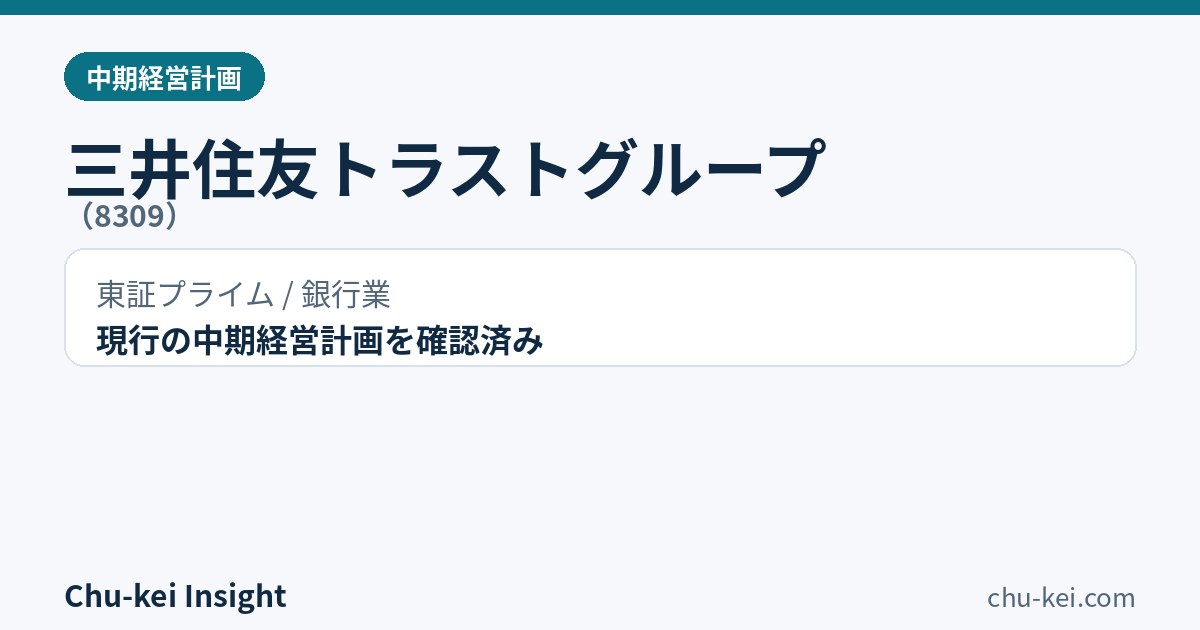 中期経営計画
三井住友トラストグループ
（8309）
東証プライム / 銀行業
現行の中期経営計画を確認済み
Chu-kei Insight
chu-kei.com